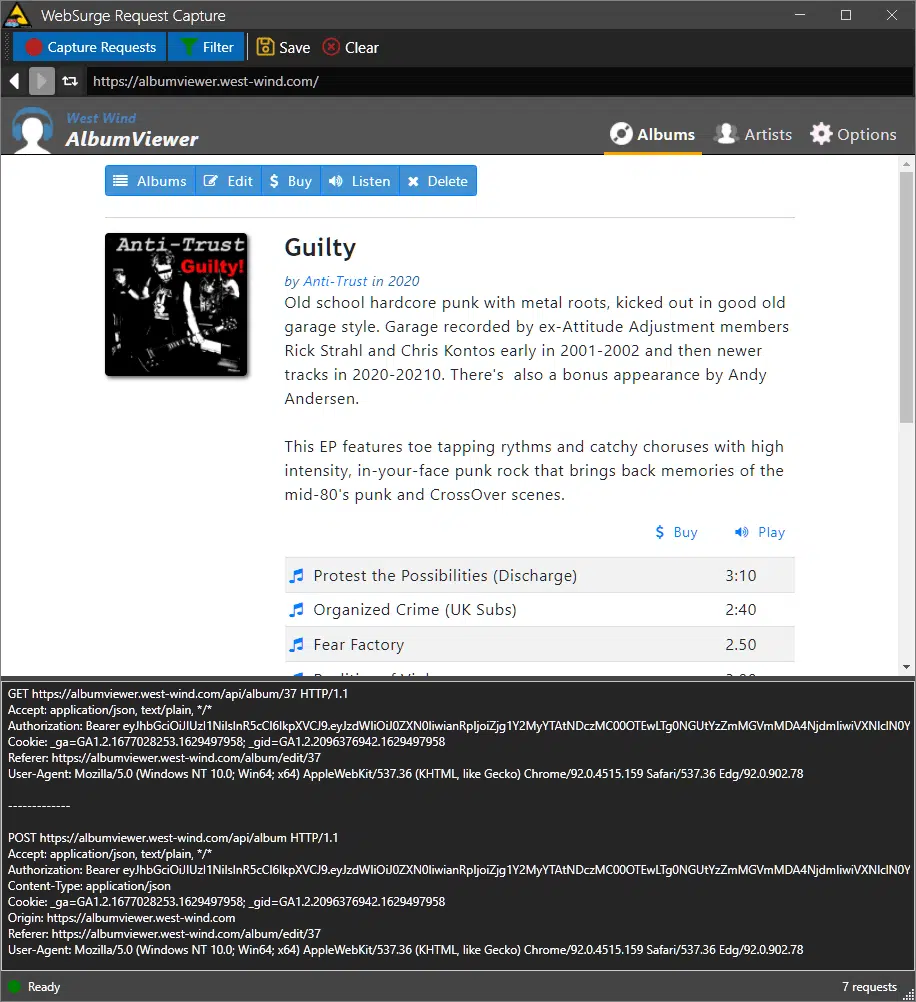 WebSurge Request Capture
Capture Requests Filter Save Clear
https://albumviewer.west-wind.com/
West Wind
AlbumViewer
Albums Artists Options
Albums Edit Buy Listen Delete
Anti-Trust
Guilty!
Guilty
by Anti-Trust in 2020
Old school hardcore punk with metal roots, kicked out in good old
garage style. Garage recorded by ex-Attitude Adjustment members
Rick Strahl and Chris Kontos early in 2001-2002 and then newer
tracks in 2020-20210. There's also a bonus appearance by Andy
Andersen.
This EP features toe tapping rythms and catchy choruses with high
intensity, in-your-face punk rock that brings back memories of the
mid-80's punk and CrossOver scenes.
$ Buy Play
Protest the Possibilities (Discharge) 3:10
Organized Crime (UK Subs) 2:40
Fear Factory 2.50
GET https://albumviewer.west-wind.com/api/album/37 HTTP/1.1
Accept: application/json, text/plain, */*
Authorization: Bearer
Cookie: _ga=GA1.2.1677028253.1629497958; _gid=GA1.2.2096376942.1629497958
Referer: https://albumviewer.west-wind.com/album/edit/37
User-Agent: Mozilla/5.0 (Windows NT 10.0; Win64; x64) AppleWebKit/537.36 (KHTML, like Gecko) Chrome/92.0.4515.159 Safari/537.36 Edg/92.0.902.78
-------------
POST https://albumviewer.west-wind.com/api/album HTTP/1.1
Accept: application/json, text/plain, */*
Authorization: Bearer
Content-Type: application/json
Cookie: _ga=GA1.2.1677028253.1629497958; _gid=GA1.2.2096376942.1629497958
Origin: https://albumviewer.west-wind.com
Referer: https://albumviewer.west-wind.com/album/edit/37
User-Agent: Mozilla/5.0 (Windows NT 10.0; Win64; x64) AppleWebKit/537.36 (KHTML, like Gecko) Chrome/92.0.4515.159 Safari/537.36 Edg/92.0.902.78
Ready 7 requests